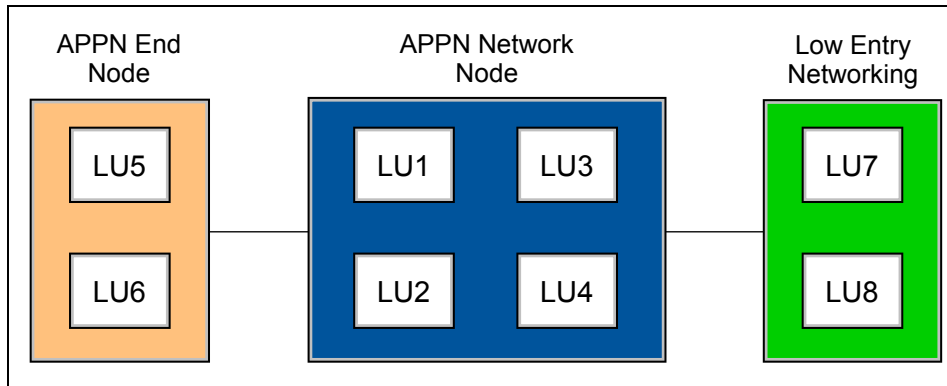 APPN End
Node
APPN Network
Node
Low Entry
Networking
LU5
LU1
LU3
LU7
LU6
LU2
LU4
LU8